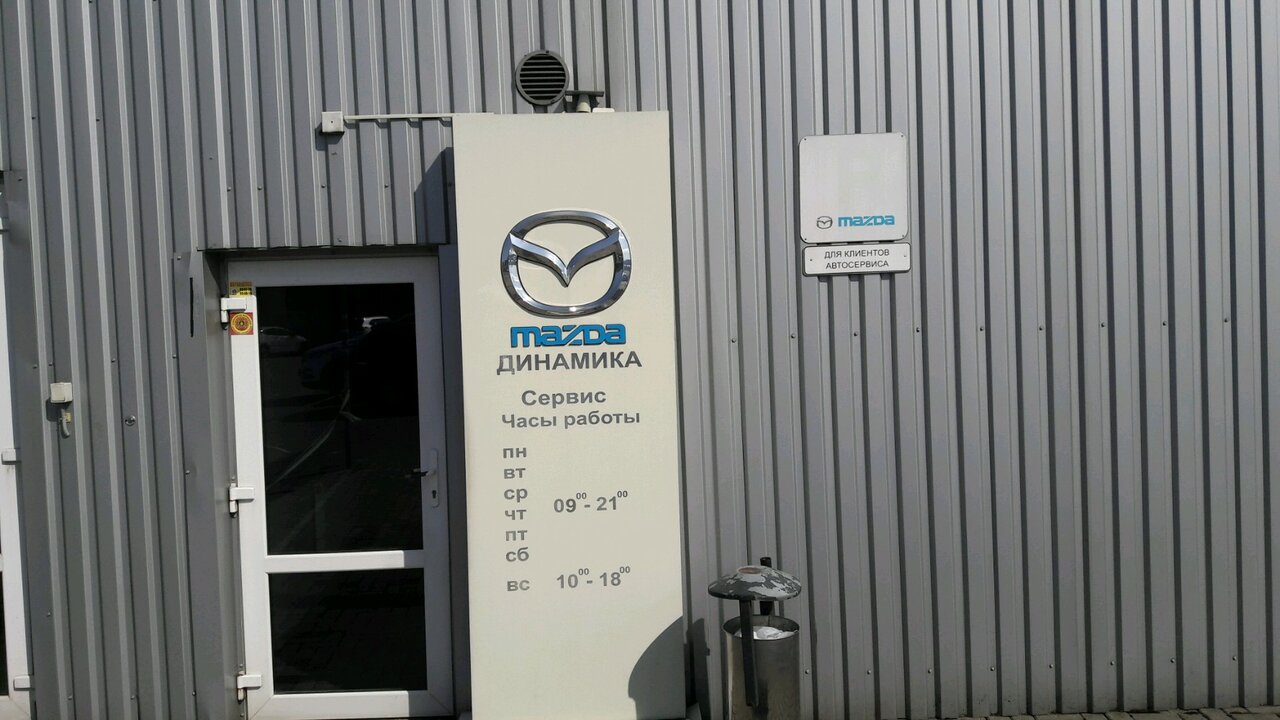 mazda
ДИНАМИКА
Сервис
Часы работы
пн
вт
ср
чт
09⁰⁰ - 21⁰⁰
пт
сб
вс 10⁰⁰ - 18⁰⁰
mazda
ДЛЯ КЛИЕНТОВ
АВТОСЕРВИСА